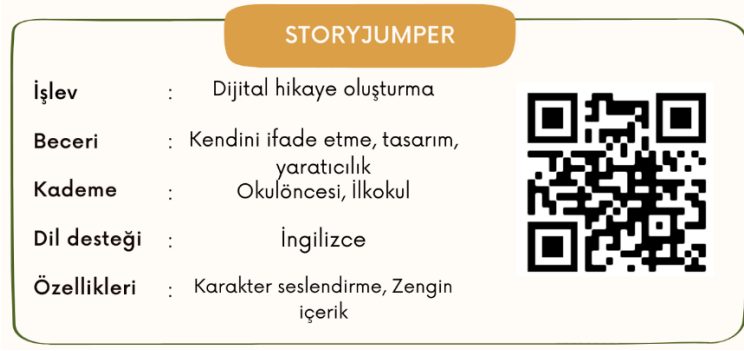 STORYJUMPER
İşlev : Dijital hikaye oluşturma
Beceri : Kendini ifade etme, tasarım,
yaratıcılık
Kademe : Okulöncesi, İlkokul
Dil desteği : İngilizce
Özellikleri : Karakter seslendirme, Zengin
içerik